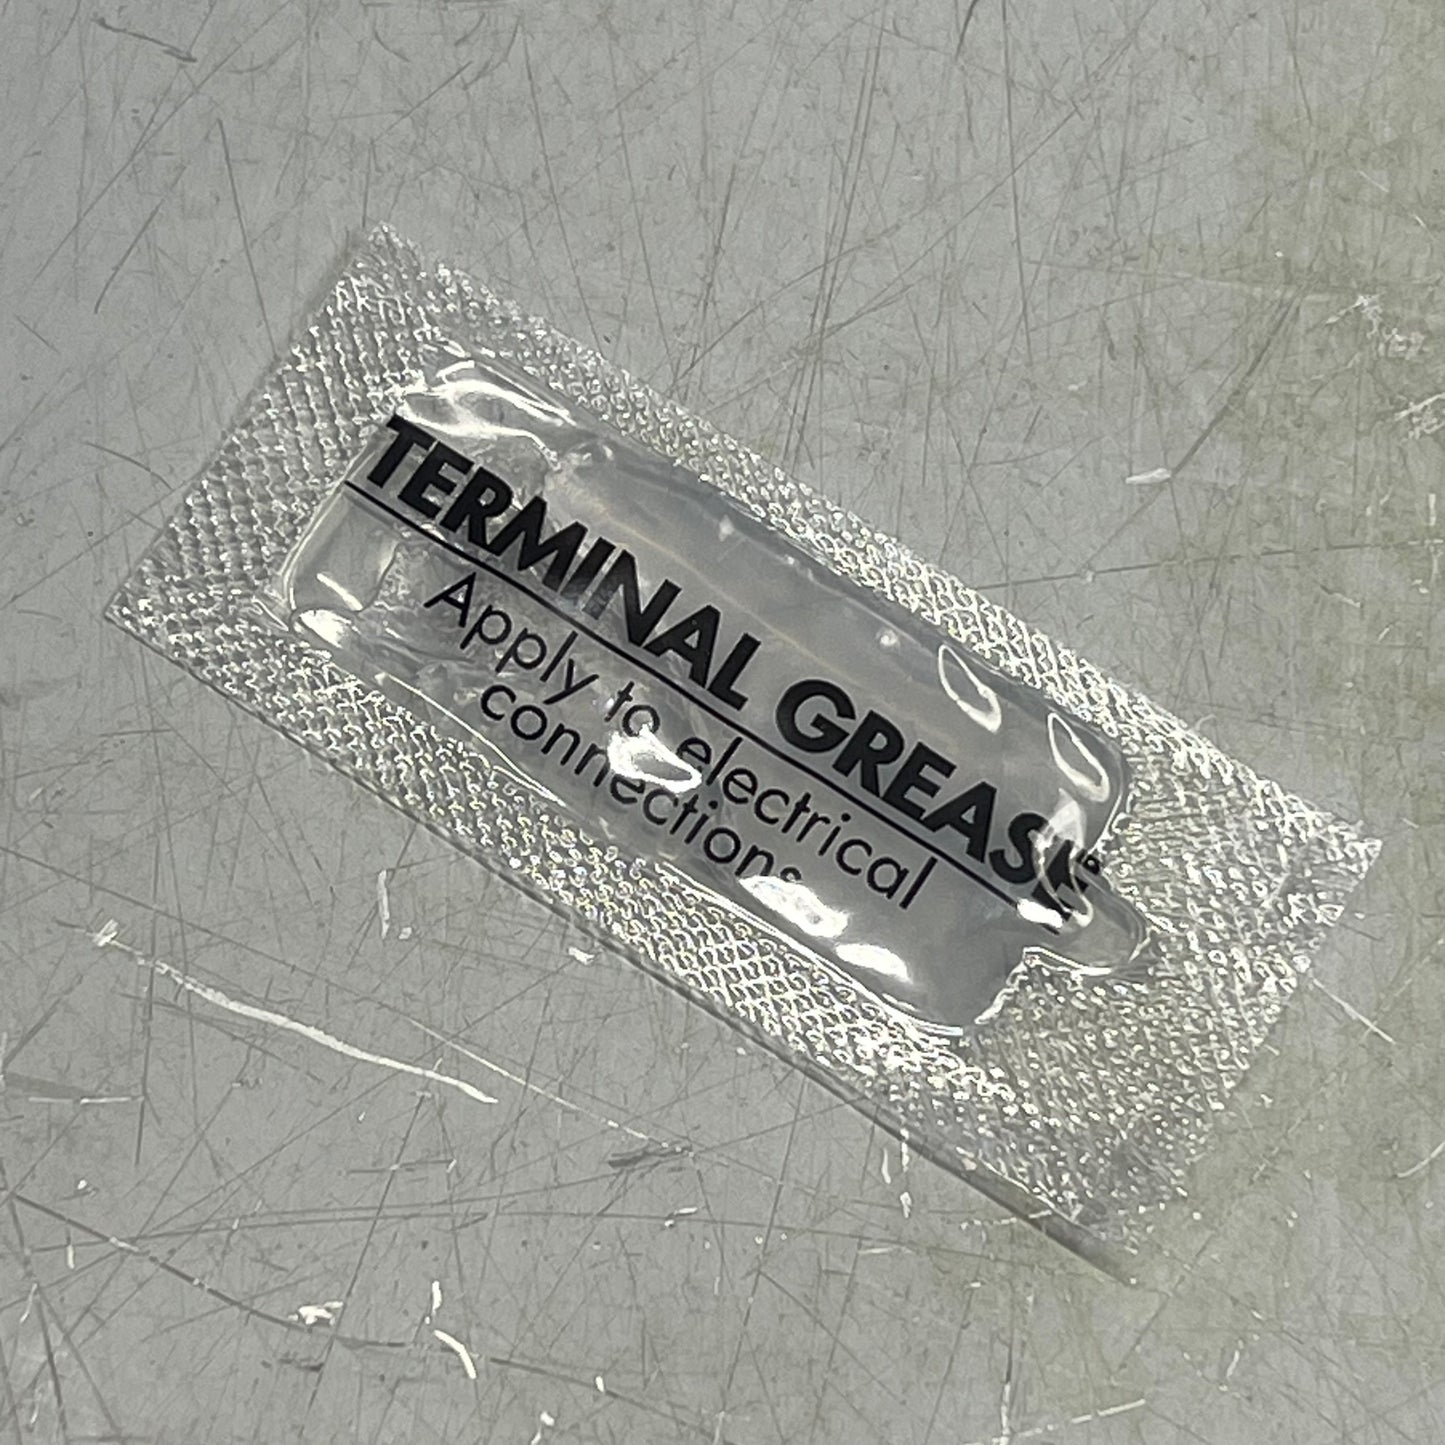 TERMINAL GREASE
Apply to electrical
connections